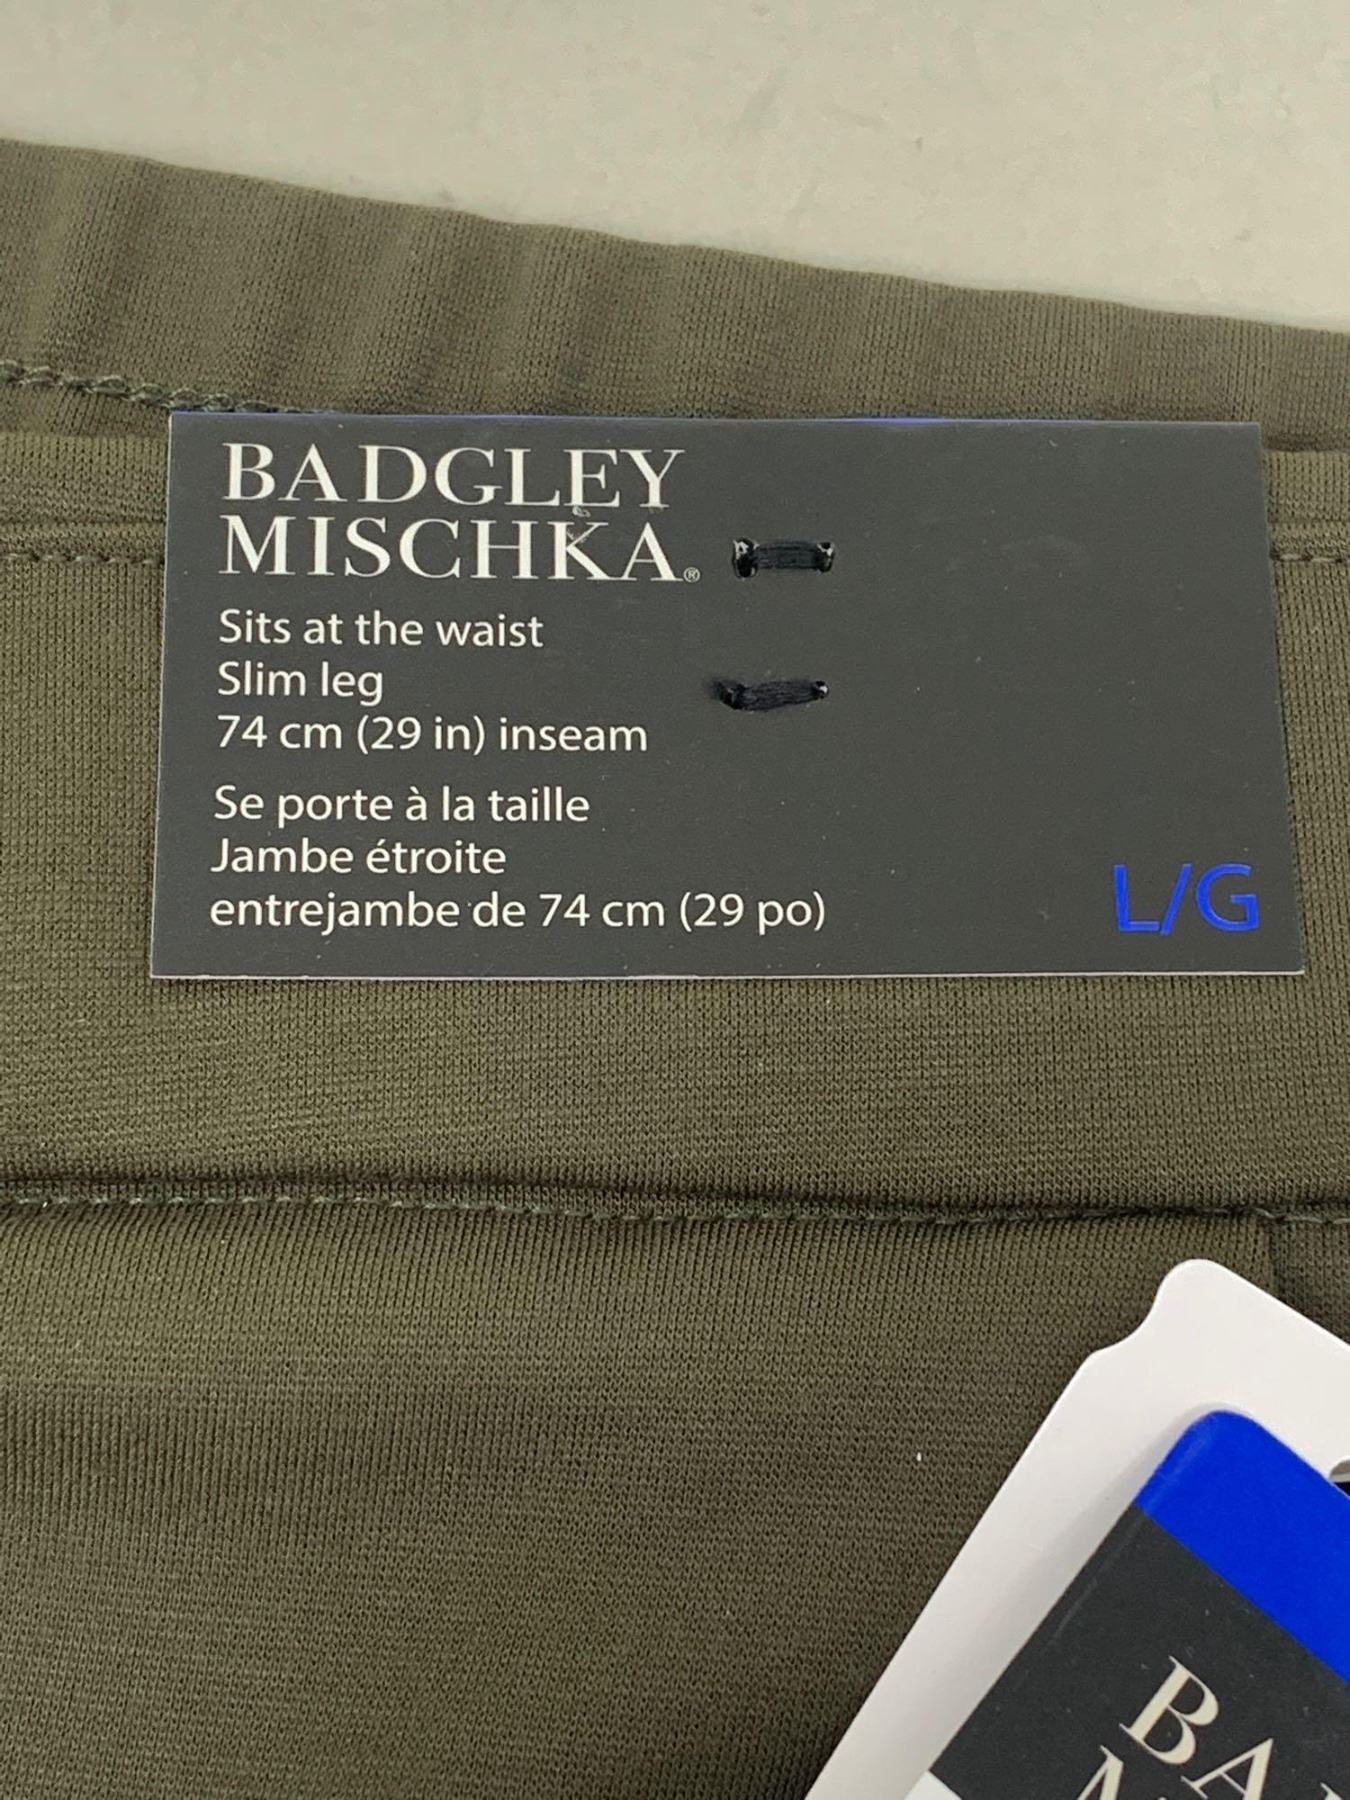 BADGLEY
MISCHKA®
Sits at the waist
Slim leg
74 cm (29 in) inseam
Se porte à la taille
Jambe étroite
entrejambe de 74 cm (29 po)
L/G
BA